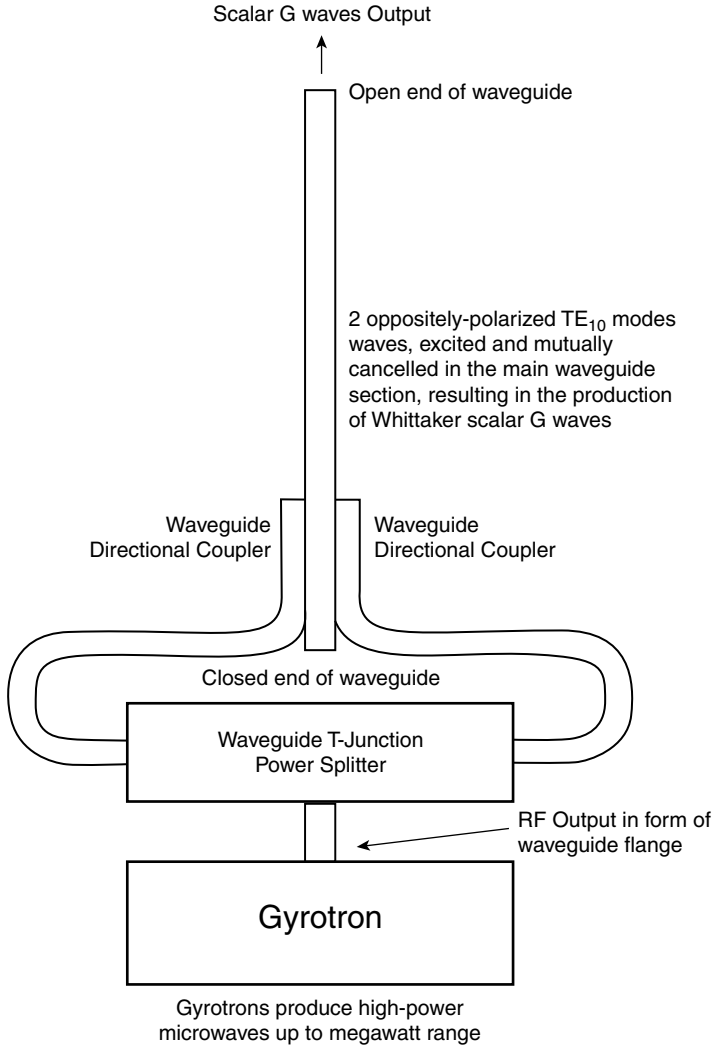 Scalar G waves Output
Open end of waveguide
2 oppositely-polarized TE₁₀ modes
waves, excited and mutually
cancelled in the main waveguide
section, resulting in the production
of Whittaker scalar G waves
Waveguide
Directional Coupler
Waveguide
Directional Coupler
Closed end of waveguide
Waveguide T-Junction
Power Splitter
RF Output in form of
waveguide flange
Gyrotron
Gyrotrons produce high-power
microwaves up to megawatt range